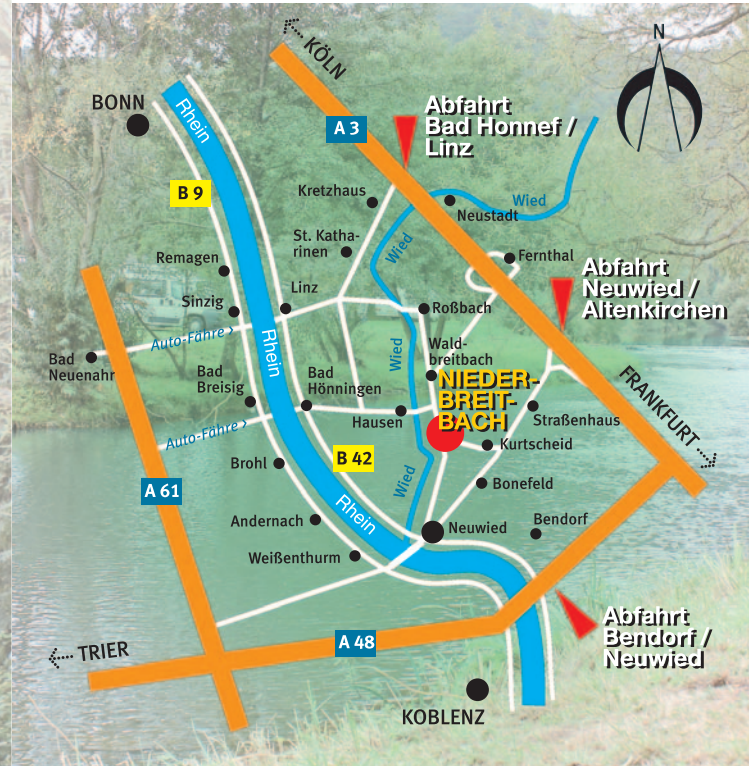 N
KÖLN
BONN
Rhein
A 3
Abfahrt
Bad Honnef /
Linz
B 9
Kretzhaus
Wied
Neustadt
St. Katha-
rinen
Wied
Remagen
Fernthal
Abfahrt
Neuwied /
Altenkirchen
Linz
Sinzig
Roßbach
Auto-Fähre >
Rhein
Wied
Wald-
breitbach
Bad
Neuenahr
Bad
Breisig
Bad
Hönningen
NIEDER-
BREIT-
BACH
FRANKFURT
Hausen
Straßenhaus
Auto-Fähre >
Kurtscheid
Brohl
B 42
Wied
Bonefeld
A 61
Rhein
Andernach
Neuwied
Bendorf
Weißenthurm
Abfahrt
Bendorf /
Neuwied
TRIER
A 48
KOBLENZ